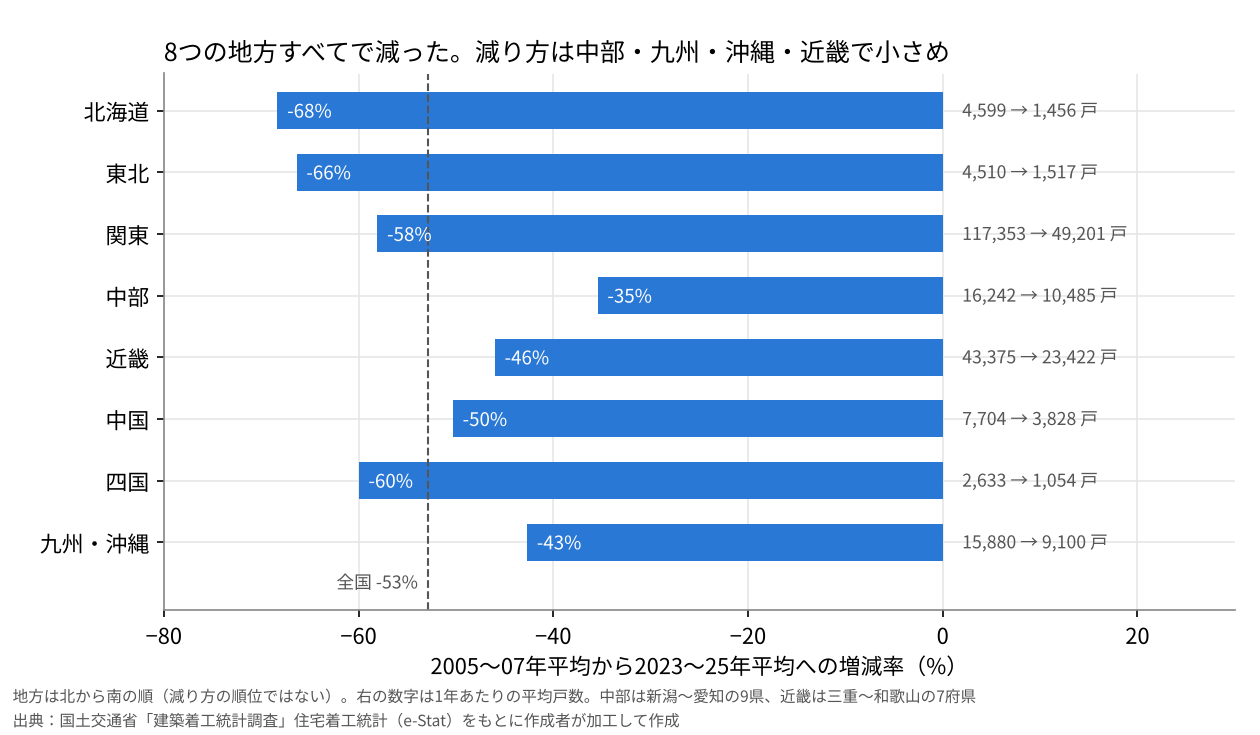 8つの地方すべてで減った。減り方は中部・九州・沖縄・近畿で小さめ
北海道 -68% 4,599 → 1,456 戸
東北 -66% 4,510 → 1,517 戸
関東 -58% 117,353 → 49,201 戸
中部 -35% 16,242 → 10,485 戸
近畿 -46% 43,375 → 23,422 戸
中国 -50% 7,704 → 3,828 戸
四国 -60% 2,633 → 1,054 戸
九州・沖縄 -43% 15,880 → 9,100 戸
全国 -53%
−80 −60 −40 −20 0 20
2005～07年平均から2023～25年平均への増減率（%）
地方は北から南の順（減り方の順位ではない）。右の数字は1年あたりの平均戸数。中部は新潟～愛知の9県、近畿は三重～和歌山の7府県
出典：国土交通省「建築着工統計調査」住宅着工統計（e-Stat）をもとに作成者が加工して作成